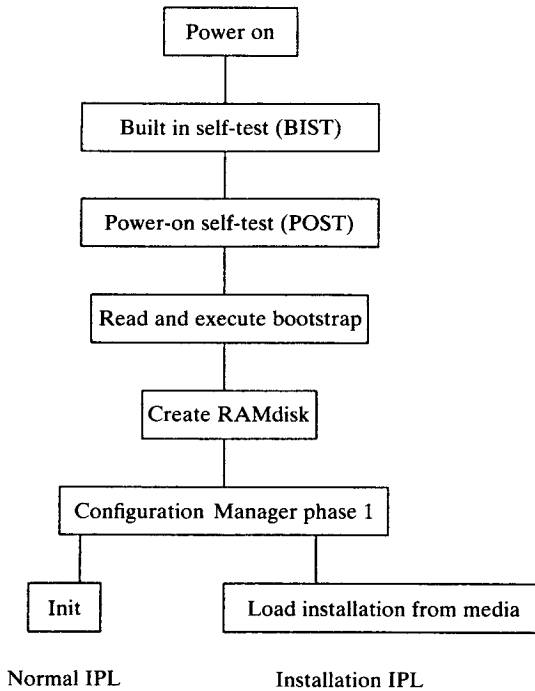 Power on
Built in self-test (BIST)
Power-on self-test (POST)
Read and execute bootstrap
Create RAMdisk
Configuration Manager phase 1
Init
Load installation from media
Normal IPL
Installation IPL